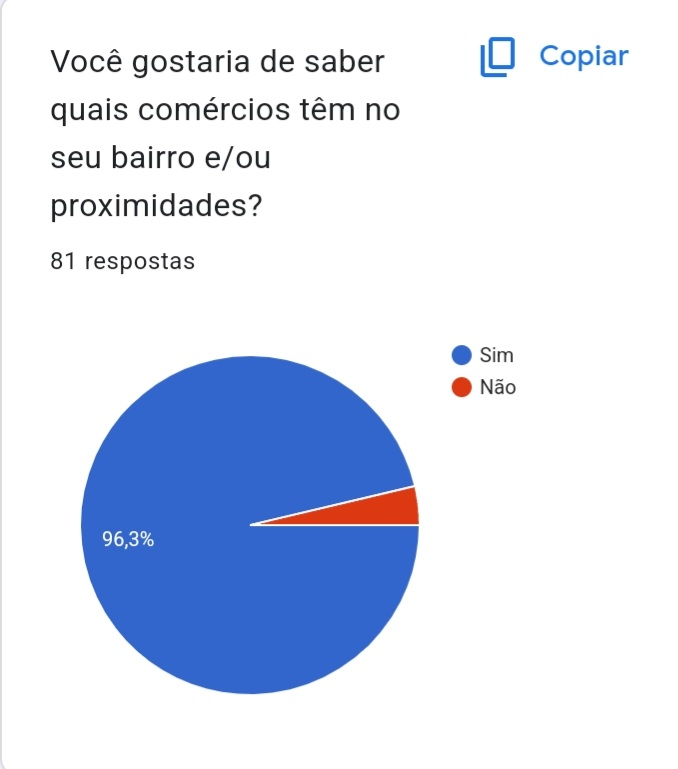 Você gostaria de saber
quais comércios têm no
seu bairro e/ou
proximidades?
Copiar
81 respostas
Sim
Não
96,3%